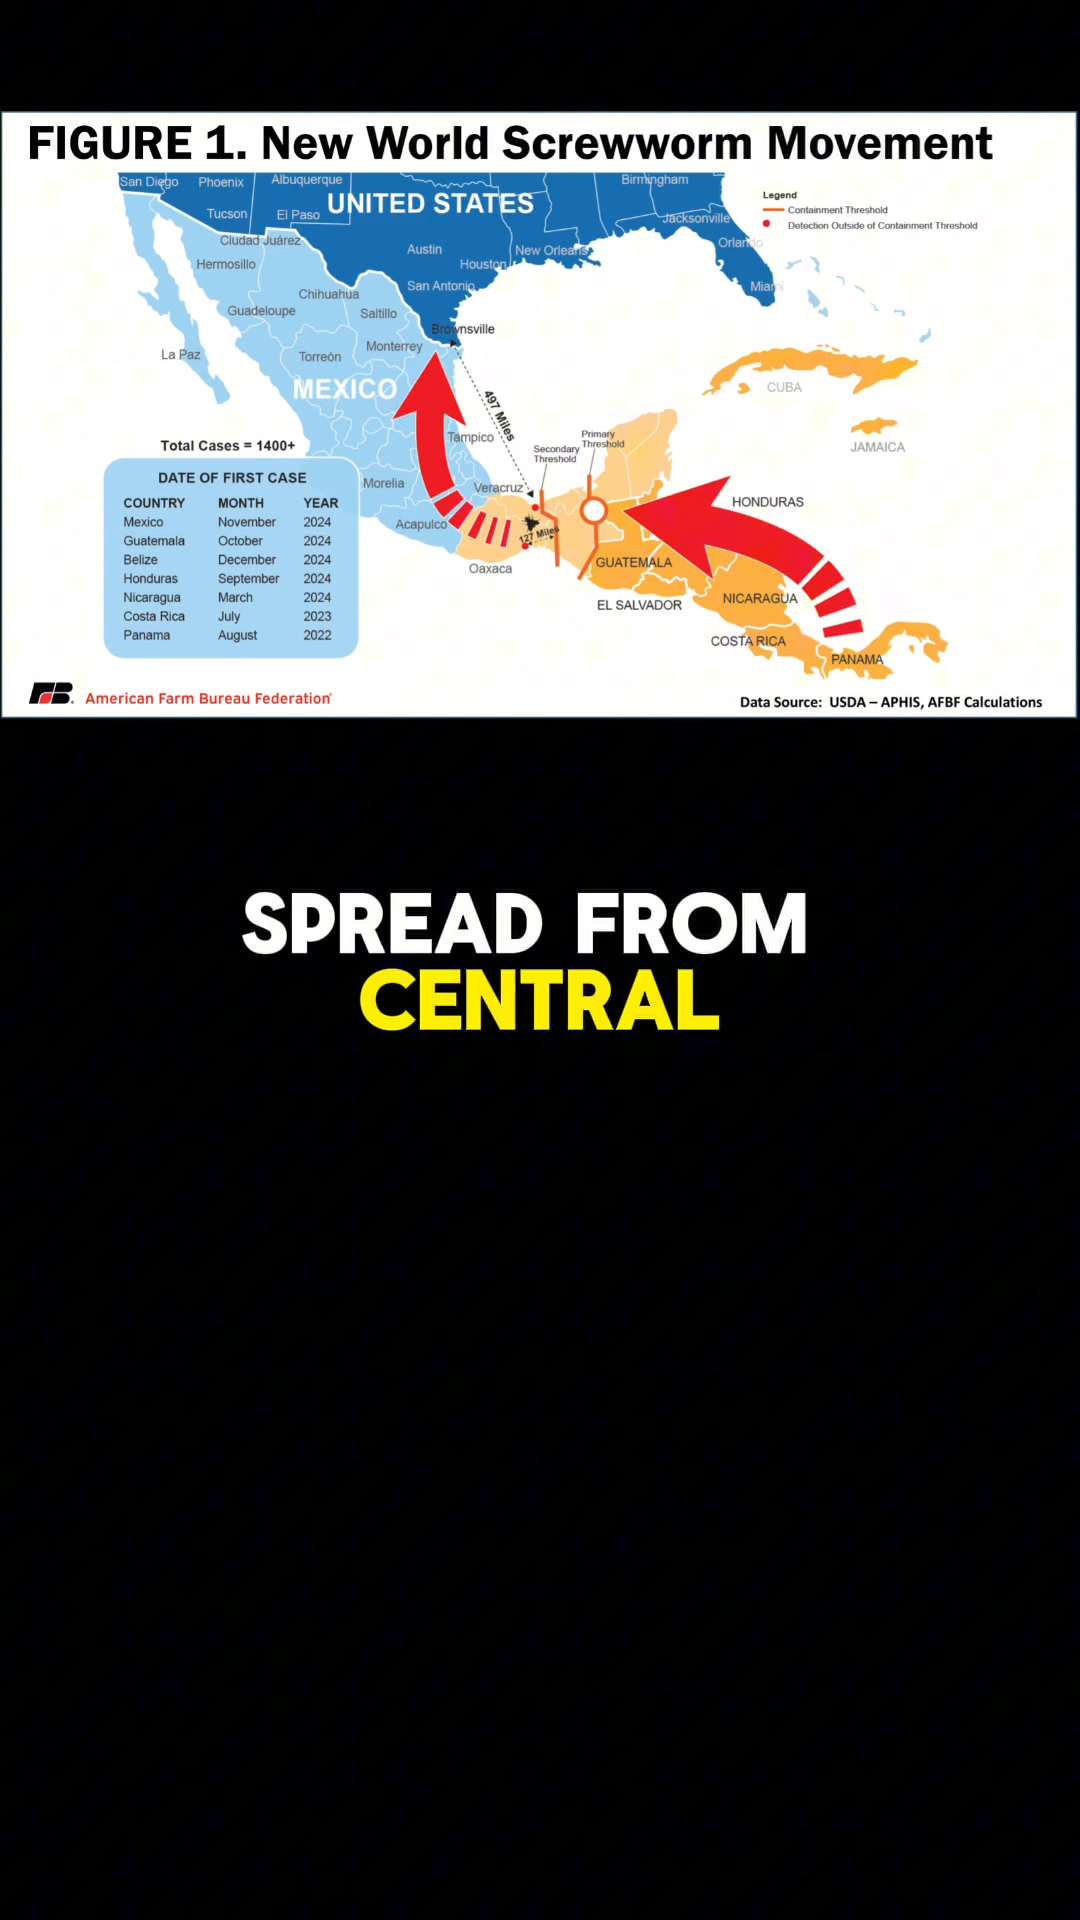 FIGURE 1. New World Screwworm Movement
San Diego
Phoenix
Albuquerque
Birmingham
UNITED STATES
Tucson
El Paso
Jacksonville
Legend
Containment Threshold
Detection Outside of Containment Threshold
Ciudad Juárez
Austin
New Orleans
Orlando
Hermosillo
Houston
San Antonio
Miami
Chihuahua
Guadeloupe
Saltillo
Brownsville
La Paz
Torreón
Monterrey
MEXICO
497 Miles
CUBA
JAMAICA
Tampico
Primary
Threshold
Secondary
Threshold
Total Cases = 1400+
Morelia
Veracruz
HONDURAS
Acapulco
127 Miles
Oaxaca
GUATEMALA
EL SALVADOR
NICARAGUA
COSTA RICA
PANAMA
DATE OF FIRST CASE
COUNTRY MONTH YEAR
Mexico November 2024
Guatemala October 2024
Belize December 2024
Honduras September 2024
Nicaragua March 2024
Costa Rica July 2023
Panama August 2022
FB American Farm Bureau Federation
Data Source: USDA – APHIS, AFBF Calculations
SPREAD FROM
CENTRAL